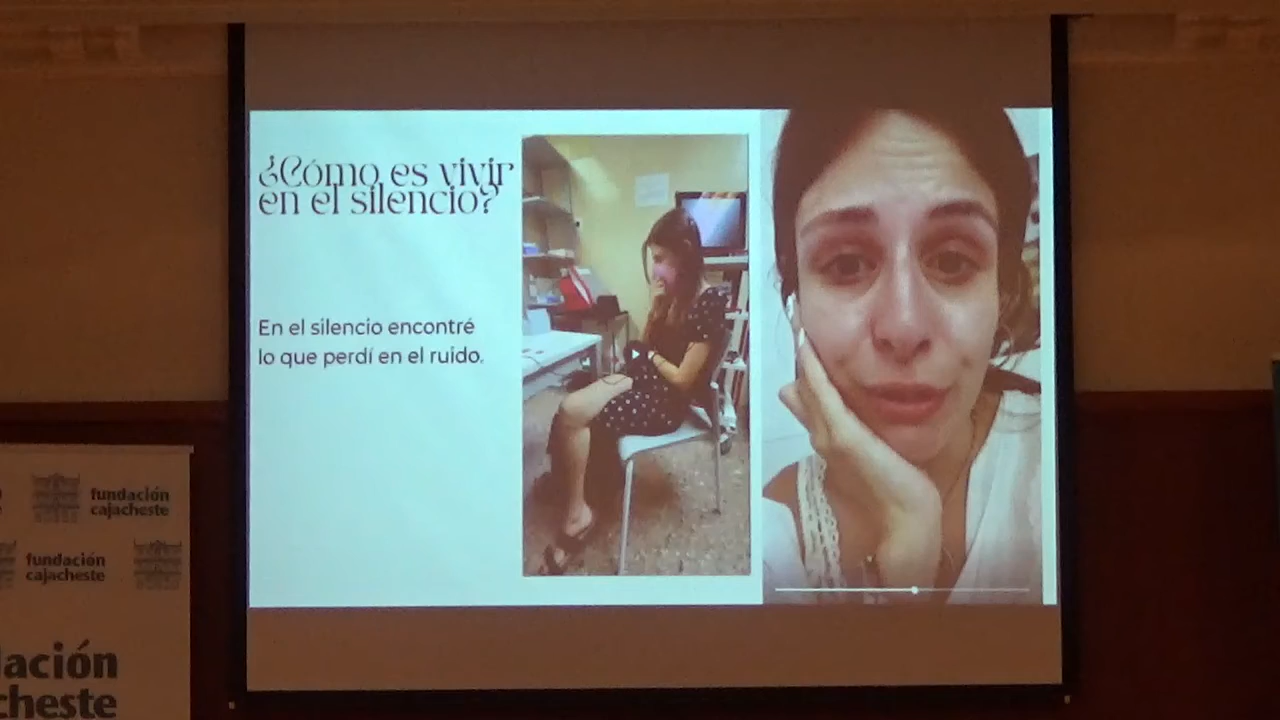 ¿Cómo es vivir
en el silencio?
En el silencio encontré
lo que perdí en el ruido.
fundación
cajacheste
fundación
cajacheste
lación
cheste